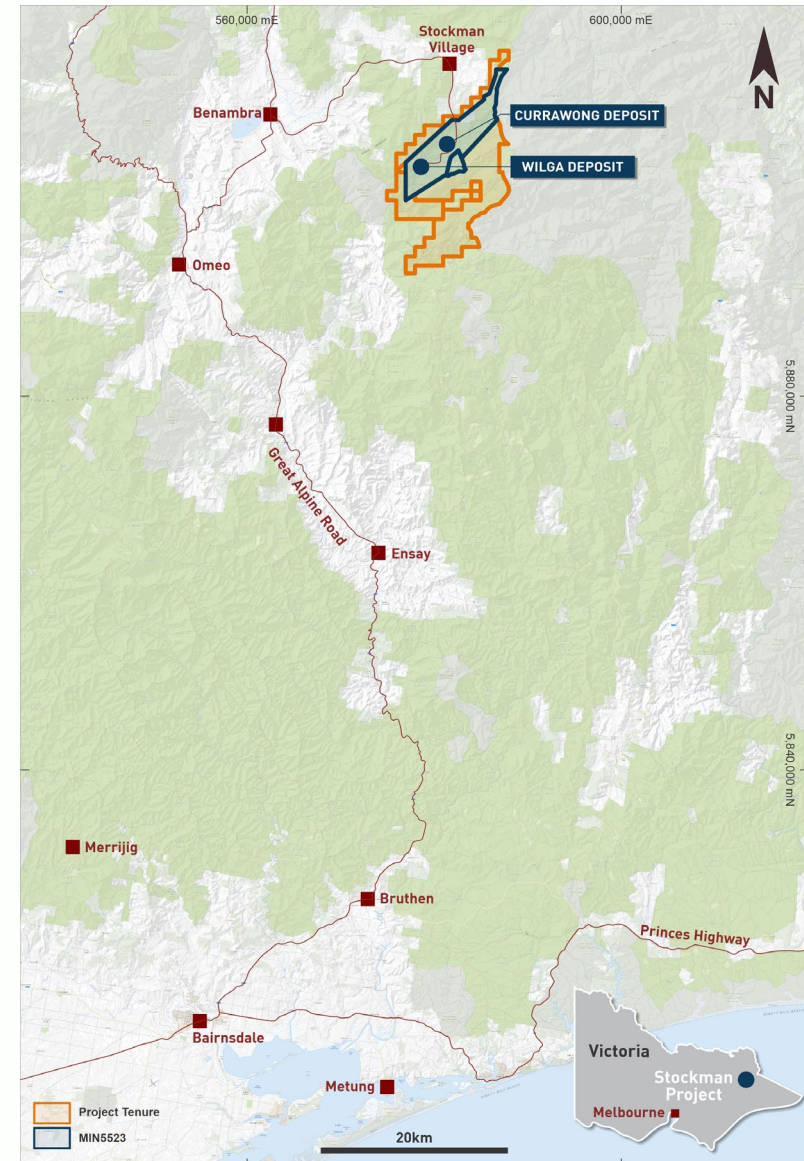 560,000 mE
600,000 mE
Stockman
Village
Benambra
CURRAWONG DEPOSIT
N
WILGA DEPOSIT
Omeo
5,880,000 mN
Great Alpine Road
Ensay
5,840,000 mN
Merrijig
Bruthen
Princes Highway
Bairnsdale
Metung
Victoria
Stockman
Project
Melbourne
Project Tenure
MIN5523
20km